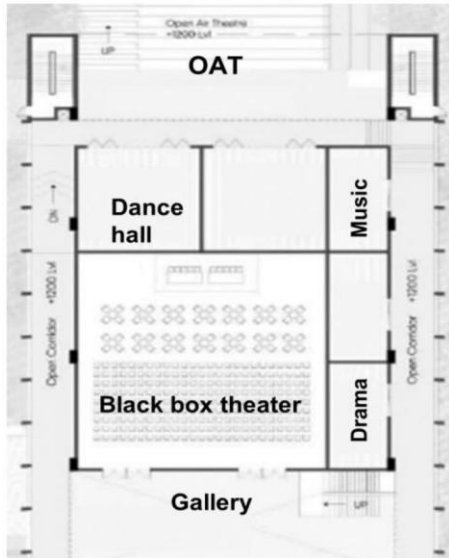 Open Air Theatre
+1200 Lvl
UP
OAT
Dance
hall
Music
DN
Open Corridor +1200 Lvl
Open Corridor +1200 Lvl
Black box theater
Drama
Gallery
UP